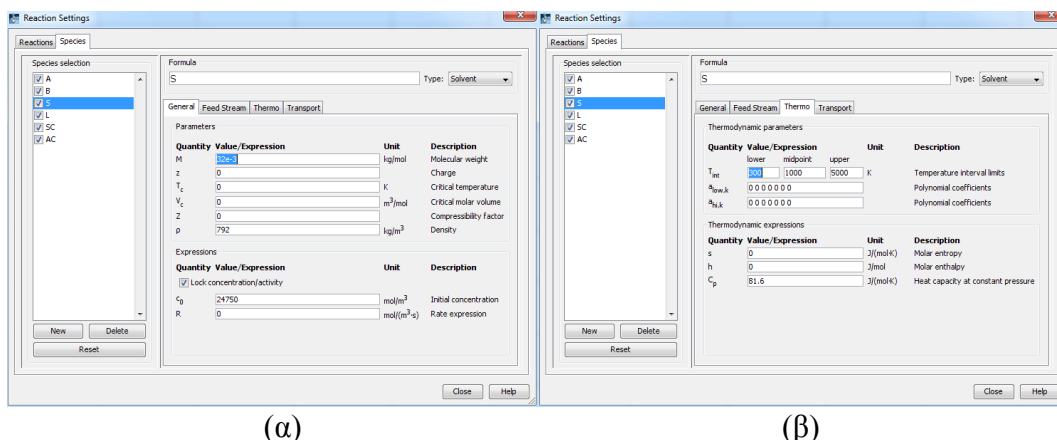 Reaction Settings
Reactions Species
Species selection
A
B
S
L
SC
AC
New Delete
Reset
Formula
S Type: Solvent
General Feed Stream Thermo Transport
Parameters
Quantity Value/Expression Unit Description
M 32e-3 kg/mol Molecular weight
z 0 Charge
Tc 0 K Critical temperature
Vc 0 m³/mol Critical molar volume
Z 0 Compressibility factor
ρ 792 kg/m³ Density
Expressions
Quantity Value/Expression Unit Description
Lock concentration/activity
c0 24750 mol/m³ Initial concentration
R 0 mol/(m³·s) Rate expression
Close Help
(α)
Reaction Settings
Reactions Species
Species selection
A
B
S
L
SC
AC
New Delete
Reset
Formula
S Type: Solvent
General Feed Stream Thermo Transport
Thermodynamic parameters
Quantity Value/Expression Unit Description
lower midpoint upper
Tint 300 1000 5000 K Temperature interval limits
alow,k 0 0 0 0 0 0 0 Polynomial coefficients
ahi,k 0 0 0 0 0 0 0 Polynomial coefficients
Thermodynamic expressions
Quantity Value/Expression Unit Description
s 0 J/(mol·K) Molar entropy
h 0 J/mol Molar enthalpy
Cp 81.6 J/(mol·K) Heat capacity at constant pressure
Close Help
(β)